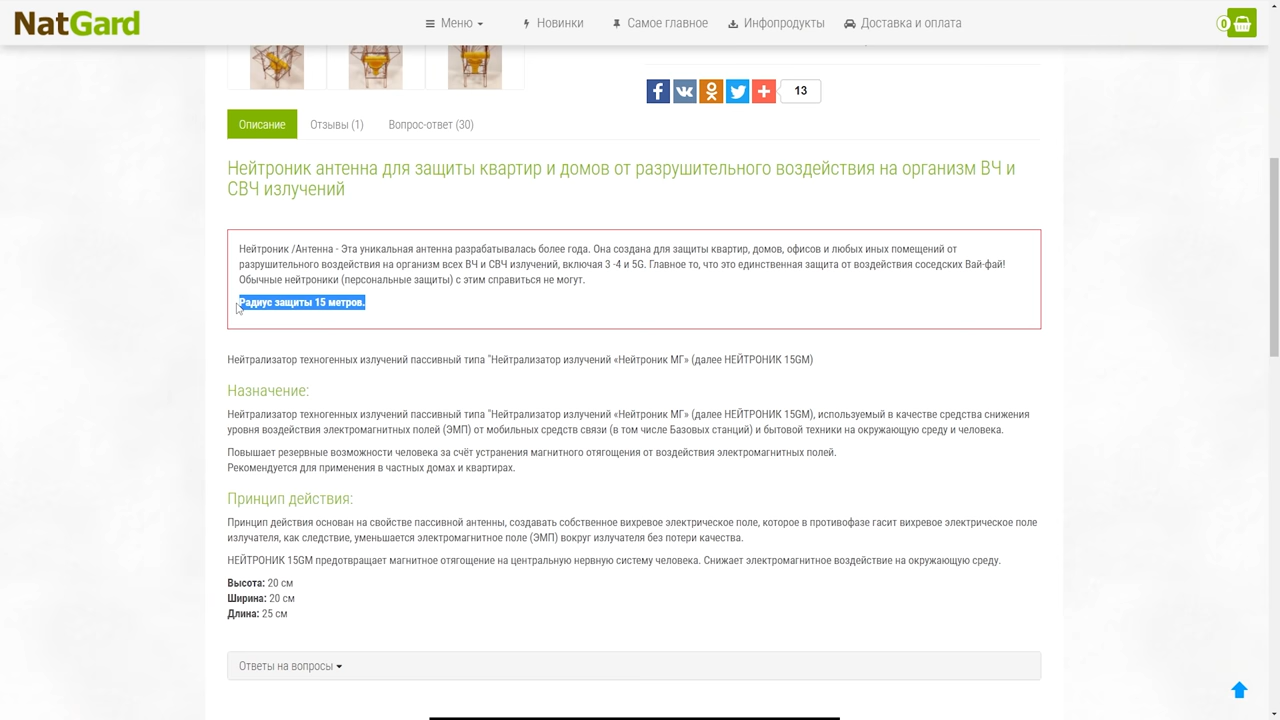 NatGard
Меню
Новинки
Самое главное
Инфопродукты
Доставка и оплата
0
13
Описание
Отзывы (1)
Вопрос-ответ (30)
Нейтроник антенна для защиты квартир и домов от разрушительного воздействия на организм ВЧ и
СВЧ излучений
Нейтроник /Антенна - Эта уникальная антенна разрабатывалась более года. Она создана для защиты квартир, домов, офисов и любых иных помещений от
разрушительного воздействия на организм всех ВЧ и СВЧ излучений, включая 3 -4 и 5G. Главное то, что это единственная защита от воздействия соседских Вай-фай!
Обычные нейтроники (персональные защиты) с этим справиться не могут.
Радиус защиты 15 метров.
Нейтрализатор техногенных излучений пассивный типа "Нейтрализатор излучений «Нейтроник МГ» (далее НЕЙТРОНИК 15GM)
Назначение:
Нейтрализатор техногенных излучений пассивный типа "Нейтрализатор излучений «Нейтроник МГ» (далее НЕЙТРОНИК 15GM), используемый в качестве средства снижения
уровня воздействия электромагнитных полей (ЭМП) от мобильных средств связи (в том числе Базовых станций) и бытовой техники на окружающую среду и человека.
Повышает резервные возможности человека за счёт устранения магнитного отягощения от воздействия электромагнитных полей.
Рекомендуется для применения в частных домах и квартирах.
Принцип действия:
Принцип действия основан на свойстве пассивной антенны, создавать собственное вихревое электрическое поле, которое в противофазе гасит вихревое электрическое поле
излучателя, как следствие, уменьшается электромагнитное поле (ЭМП) вокруг излучателя без потери качества.
НЕЙТРОНИК 15GM предотвращает магнитное отягощение на центральную нервную систему человека. Снижает электромагнитное воздействие на окружающую среду.
Высота: 20 см
Ширина: 20 см
Длина: 25 см
Ответы на вопросы